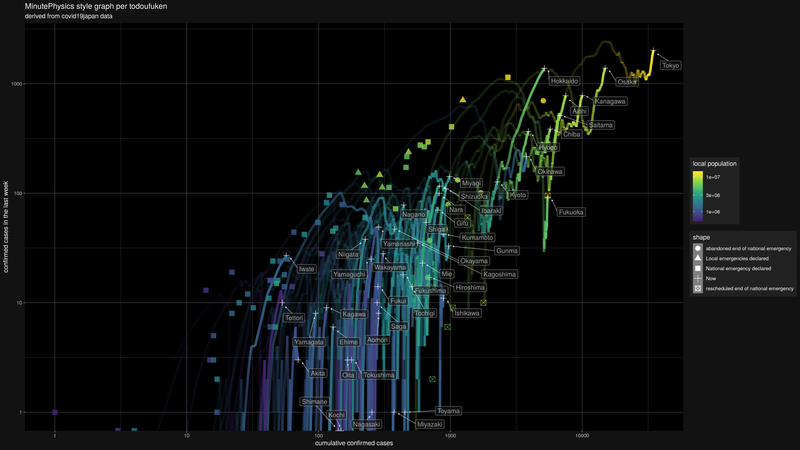 MinutePhysics style graph per todoufuken
derived from covid19japan data
confirmed cases in the last week
1000
100
10
1
Tokyo
Hokkaido
Osaka
Aichi
Kanagawa
Saitama
Chiba
Hyogo
Okinawa
Kyoto
Fukuoka
Miyagi
Shizuoka
Nara
Ibaraki
Nagano
Gifu
Shiga
Kumamoto
Yamanashi
Gunma
Niigata
Okayama
Iwate
Wakayama
Yamaguchi
Mie
Kagoshima
Hiroshima
Fukushima
Fukui
Tottori
Kagawa
Tochigi
Ishikawa
Saga
Yamagata
Ehime
Aomori
Akita
Oita
Tokushima
Shimane
Kochi
Toyama
Nagasaki
Miyazaki
1
10
100
1000
10000
cumulative confirmed cases
local population
1e+07
3e+06
1e+06
shape
abandoned end of national emergency
Local emergencies declared
National emergency declared
Now
rescheduled end of national emergency